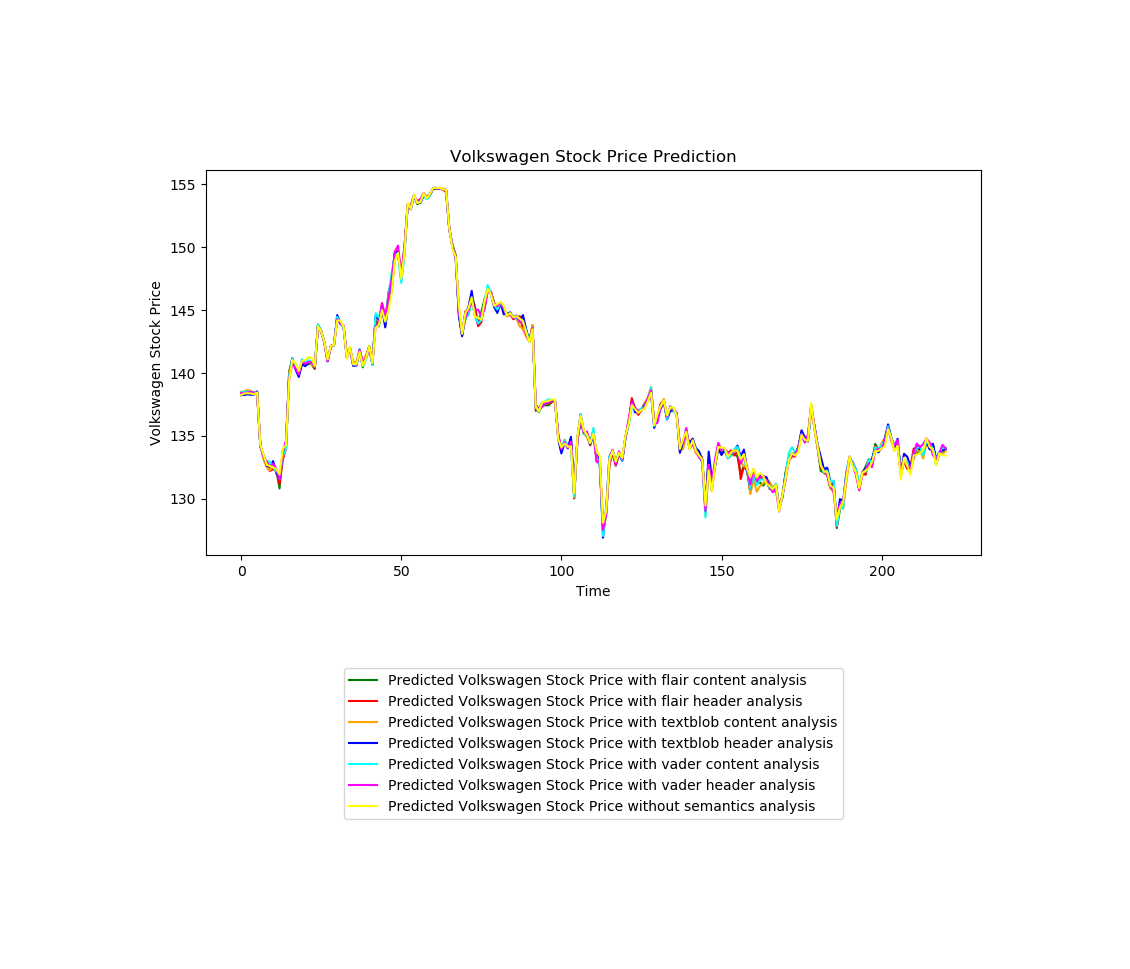 Volkswagen Stock Price Prediction
155
150
145
140
135
130
Volkswagen Stock Price
0 50 100 150 200
Time
Predicted Volkswagen Stock Price with flair content analysis
Predicted Volkswagen Stock Price with flair header analysis
Predicted Volkswagen Stock Price with textblob content analysis
Predicted Volkswagen Stock Price with textblob header analysis
Predicted Volkswagen Stock Price with vader content analysis
Predicted Volkswagen Stock Price with vader header analysis
Predicted Volkswagen Stock Price without semantics analysis